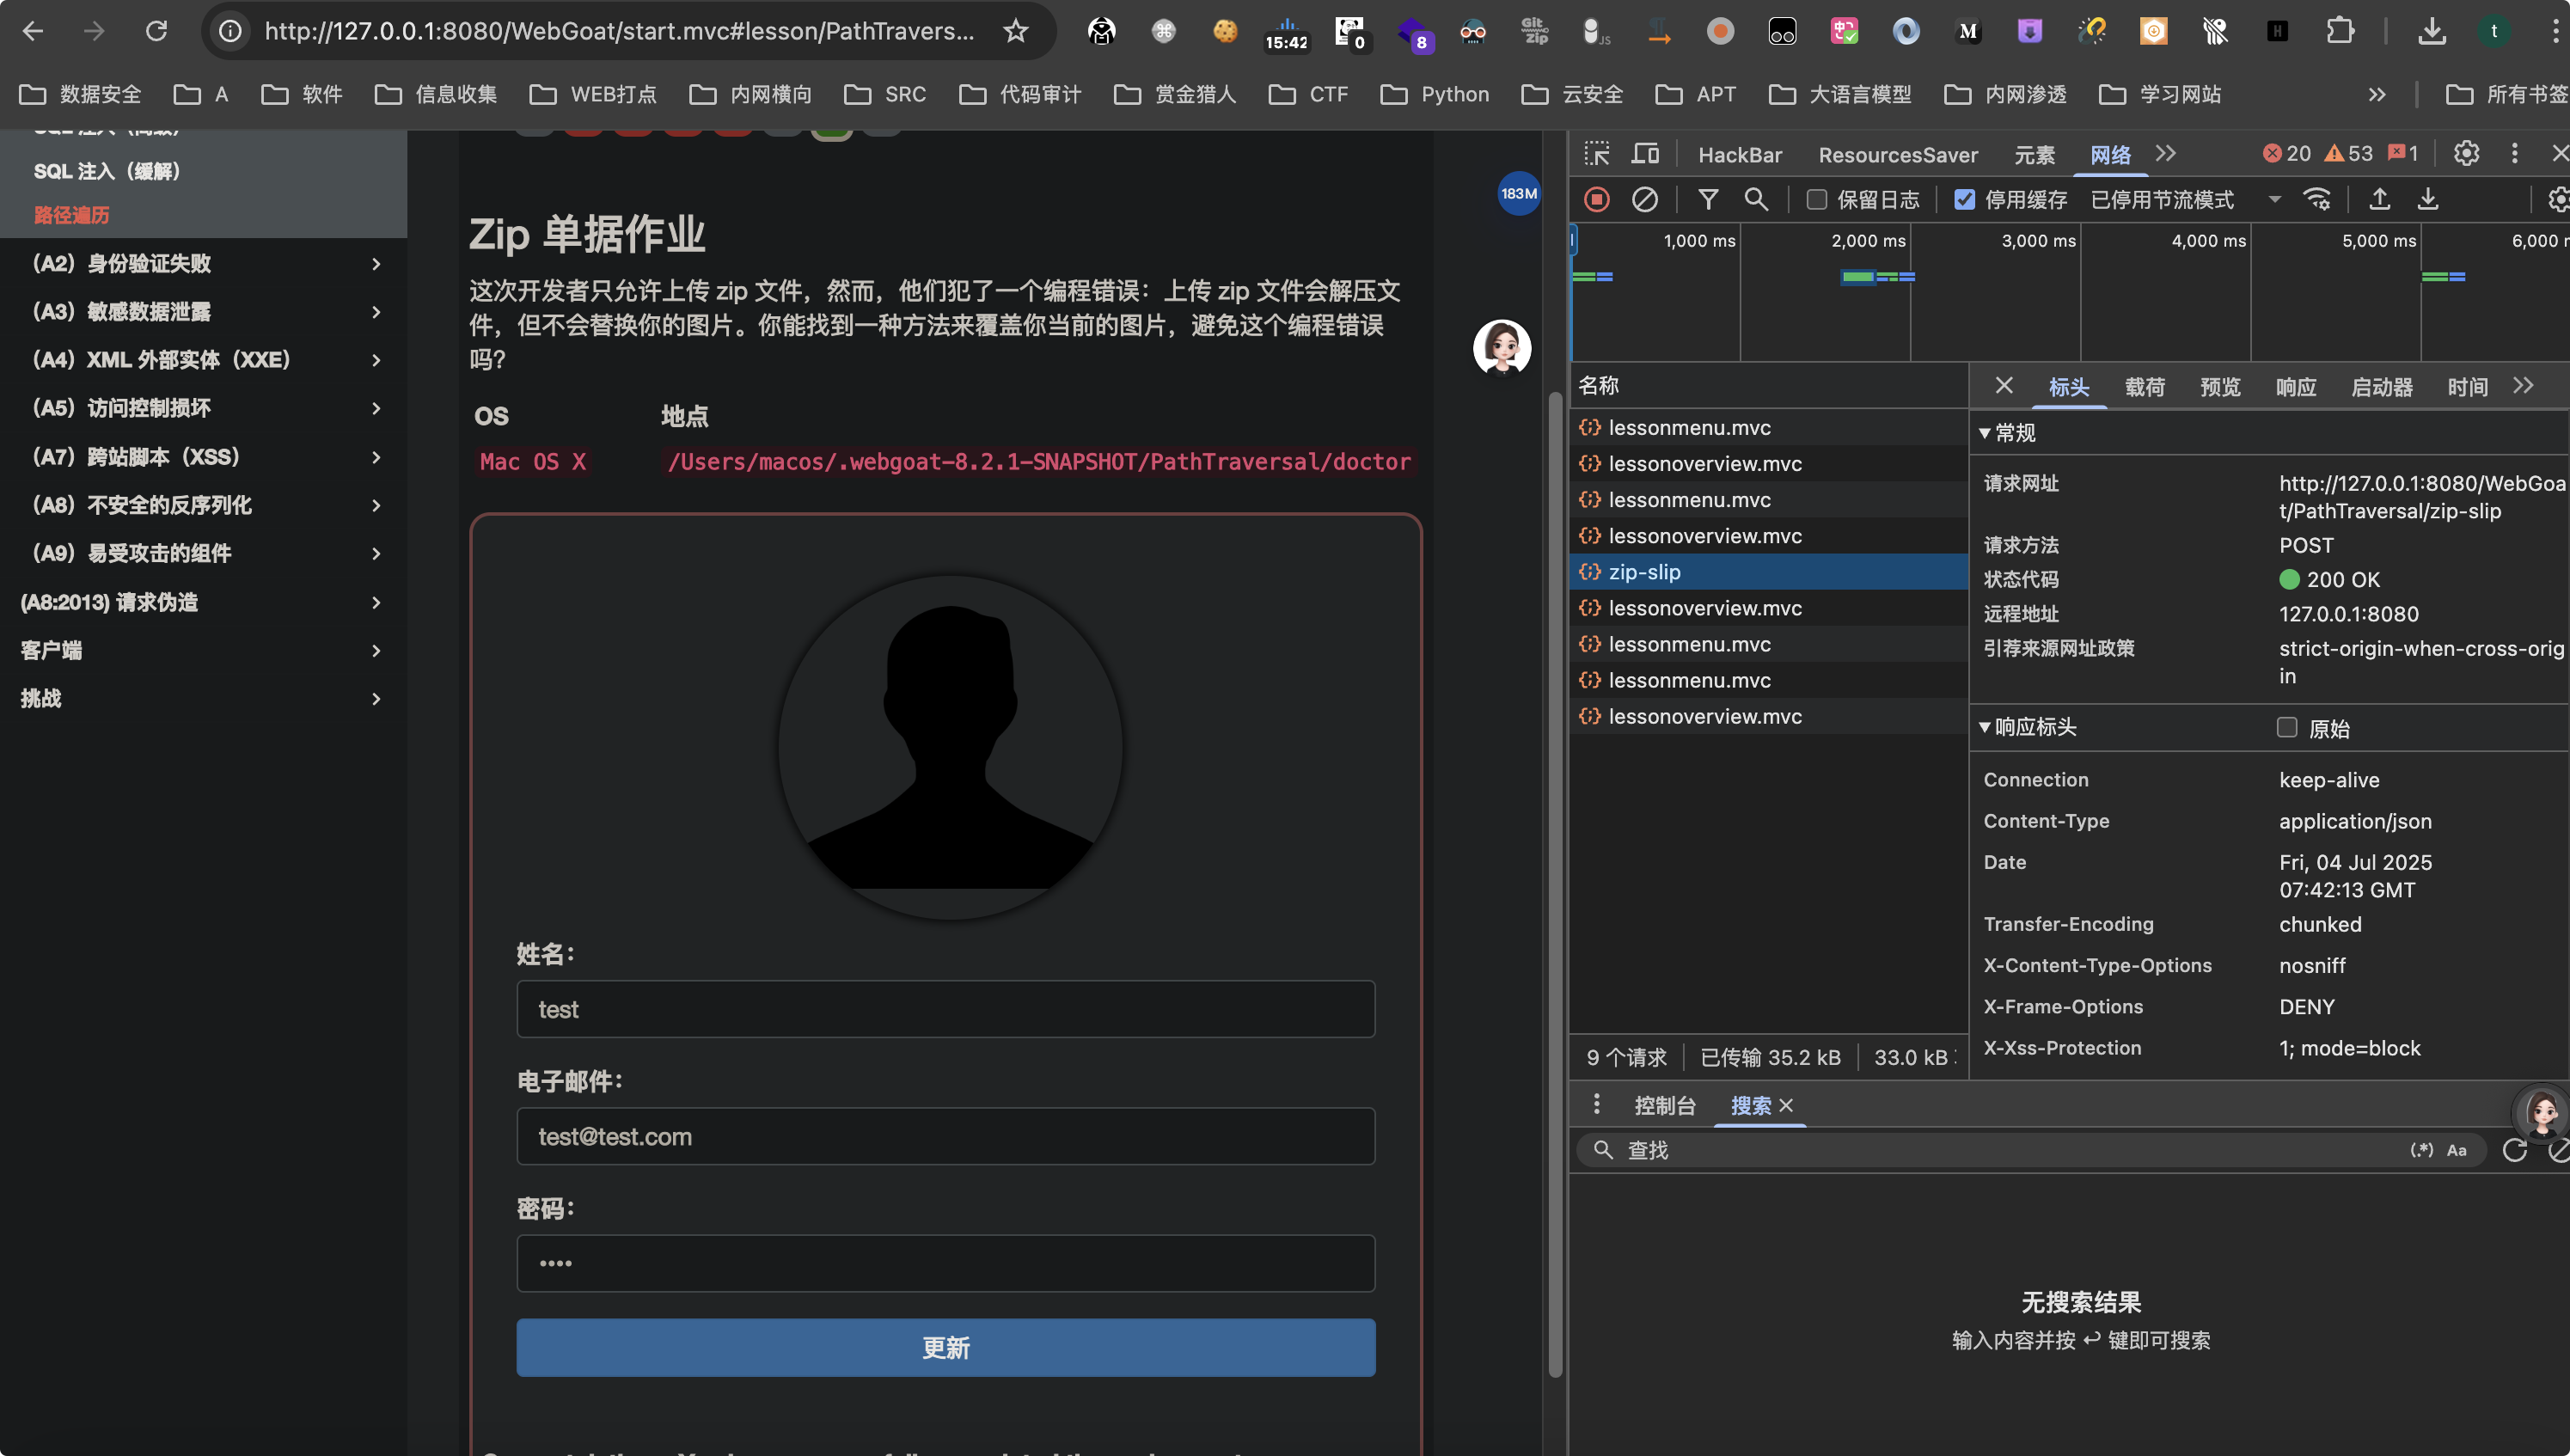 http://127.0.0.1:8080/WebGoat/start.mvc#lesson/PathTravers...
15:42
0
8
Git
zip
JS
M
H
t
数据安全
A
软件
信息收集
WEB打点
内网横向
SRC
代码审计
赏金猎人
CTF
Python
云安全
APT
大语言模型
内网渗透
学习网站
所有书签
SQL 注入（缓解）
路径遍历
（A2）身份验证失败
（A3）敏感数据泄露
（A4）XML 外部实体（XXE）
（A5）访问控制损坏
（A7）跨站脚本（XSS）
（A8）不安全的反序列化
（A9）易受攻击的组件
(A8:2013) 请求伪造
客户端
挑战
183M
Zip 单据作业
这次开发者只允许上传 zip 文件，然而，他们犯了一个编程错误：上传 zip 文件会解压文
件，但不会替换你的图片。你能找到一种方法来覆盖你当前的图片，避免这个编程错误
吗？
OS 地点
Mac OS X /Users/macos/.webgoat-8.2.1-SNAPSHOT/PathTraversal/doctor
姓名：
test
电子邮件：
test@test.com
密码：
••••
更新
HackBar ResourcesSaver 元素 网络 20 53 1
保留日志 停用缓存 已停用节流模式
1,000 ms 2,000 ms 3,000 ms 4,000 ms 5,000 ms 6,000
名称
lessonmenu.mvc
lessonoverview.mvc
lessonmenu.mvc
lessonoverview.mvc
zip-slip
lessonoverview.mvc
lessonmenu.mvc
lessonmenu.mvc
lessonoverview.mvc
9 个请求 已传输 35.2 kB 33.0 kB
标头 载荷 预览 响应 启动器 时间
常规
请求网址 http://127.0.0.1:8080/WebGoa
t/PathTraversal/zip-slip
请求方法 POST
状态代码 200 OK
远程地址 127.0.0.1:8080
引荐来源网址政策 strict-origin-when-cross-orig
in
响应标头 原始
Connection keep-alive
Content-Type application/json
Date Fri, 04 Jul 2025
07:42:13 GMT
Transfer-Encoding chunked
X-Content-Type-Options nosniff
X-Frame-Options DENY
X-Xss-Protection 1; mode=block
控制台 搜索
查找 (.*) Aa
无搜索结果
输入内容并按 ↩ 键即可搜索